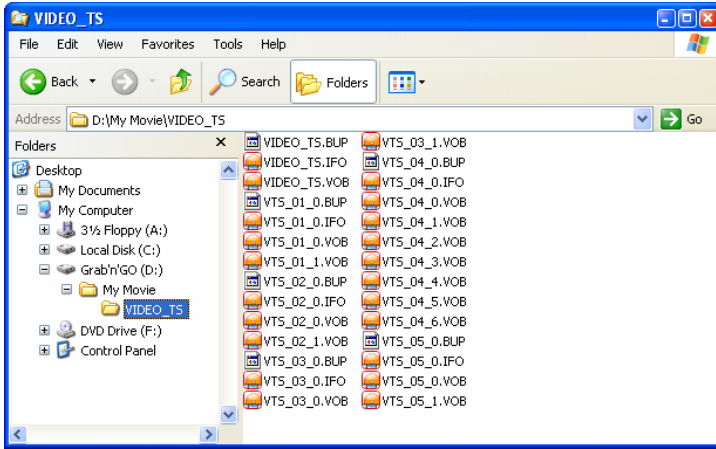 VIDEO_TS
File Edit View Favorites Tools Help
Back Search Folders
Address D:\My Movie\VIDEO_TS Go
Folders
Desktop
My Documents
My Computer
3½ Floppy (A:)
Local Disk (C:)
Grab'n'GO (D:)
My Movie
VIDEO_TS
DVD Drive (F:)
Control Panel
VIDEO_TS.BUP
VIDEO_TS.IFO
VIDEO_TS.VOB
VTS_01_0.BUP
VTS_01_0.IFO
VTS_01_0.VOB
VTS_01_1.VOB
VTS_02_0.BUP
VTS_02_0.IFO
VTS_02_0.VOB
VTS_02_1.VOB
VTS_03_0.BUP
VTS_03_0.IFO
VTS_03_0.VOB
VTS_03_1.VOB
VTS_04_0.BUP
VTS_04_0.IFO
VTS_04_0.VOB
VTS_04_1.VOB
VTS_04_2.VOB
VTS_04_3.VOB
VTS_04_4.VOB
VTS_04_5.VOB
VTS_04_6.VOB
VTS_05_0.BUP
VTS_05_0.IFO
VTS_05_0.VOB
VTS_05_1.VOB